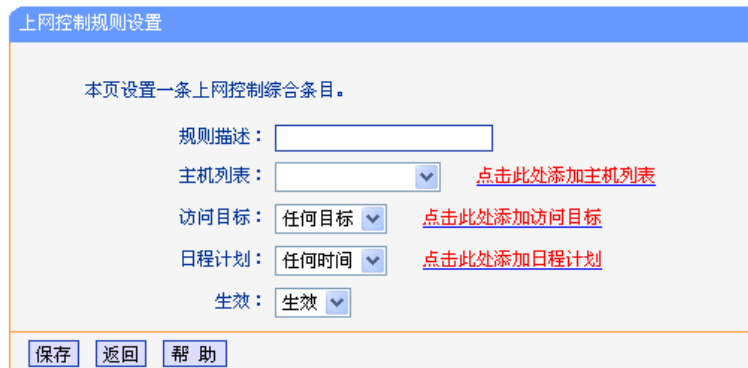 上网控制规则设置
本页设置一条上网控制综合条目。
规则描述：
主机列表： 点击此处添加主机列表
访问目标： 任何目标 点击此处添加访问目标
日程计划： 任何时间 点击此处添加日程计划
生效： 生效
保存 返回 帮 助